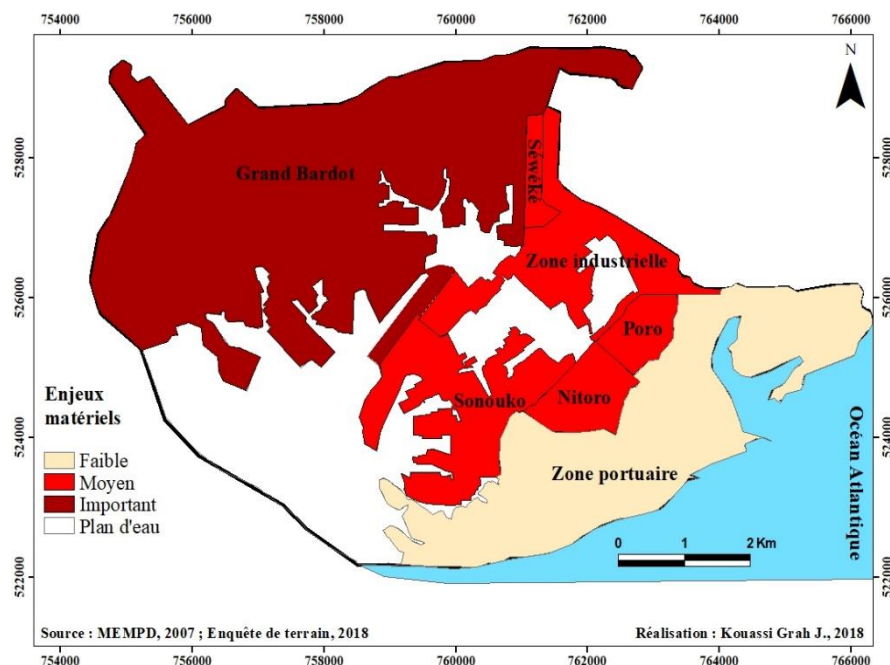 754000 756000 758000 760000 762000 764000 766000
N
528000 528000
Grand Bardot
Séwéké
Zone industrielle
526000 526000
Poro
Enjeux
matériels
Sonouko
Nitoro
524000 524000
Océan Atlantique
Faible
Moyen
Important
Plan d'eau
Zone portuaire
0 1 2 Km
522000 522000
Source : MEMPD, 2007 ; Enquête de terrain, 2018
Réalisation : Kouassi Grah J., 2018
754000 756000 758000 760000 762000 764000 766000